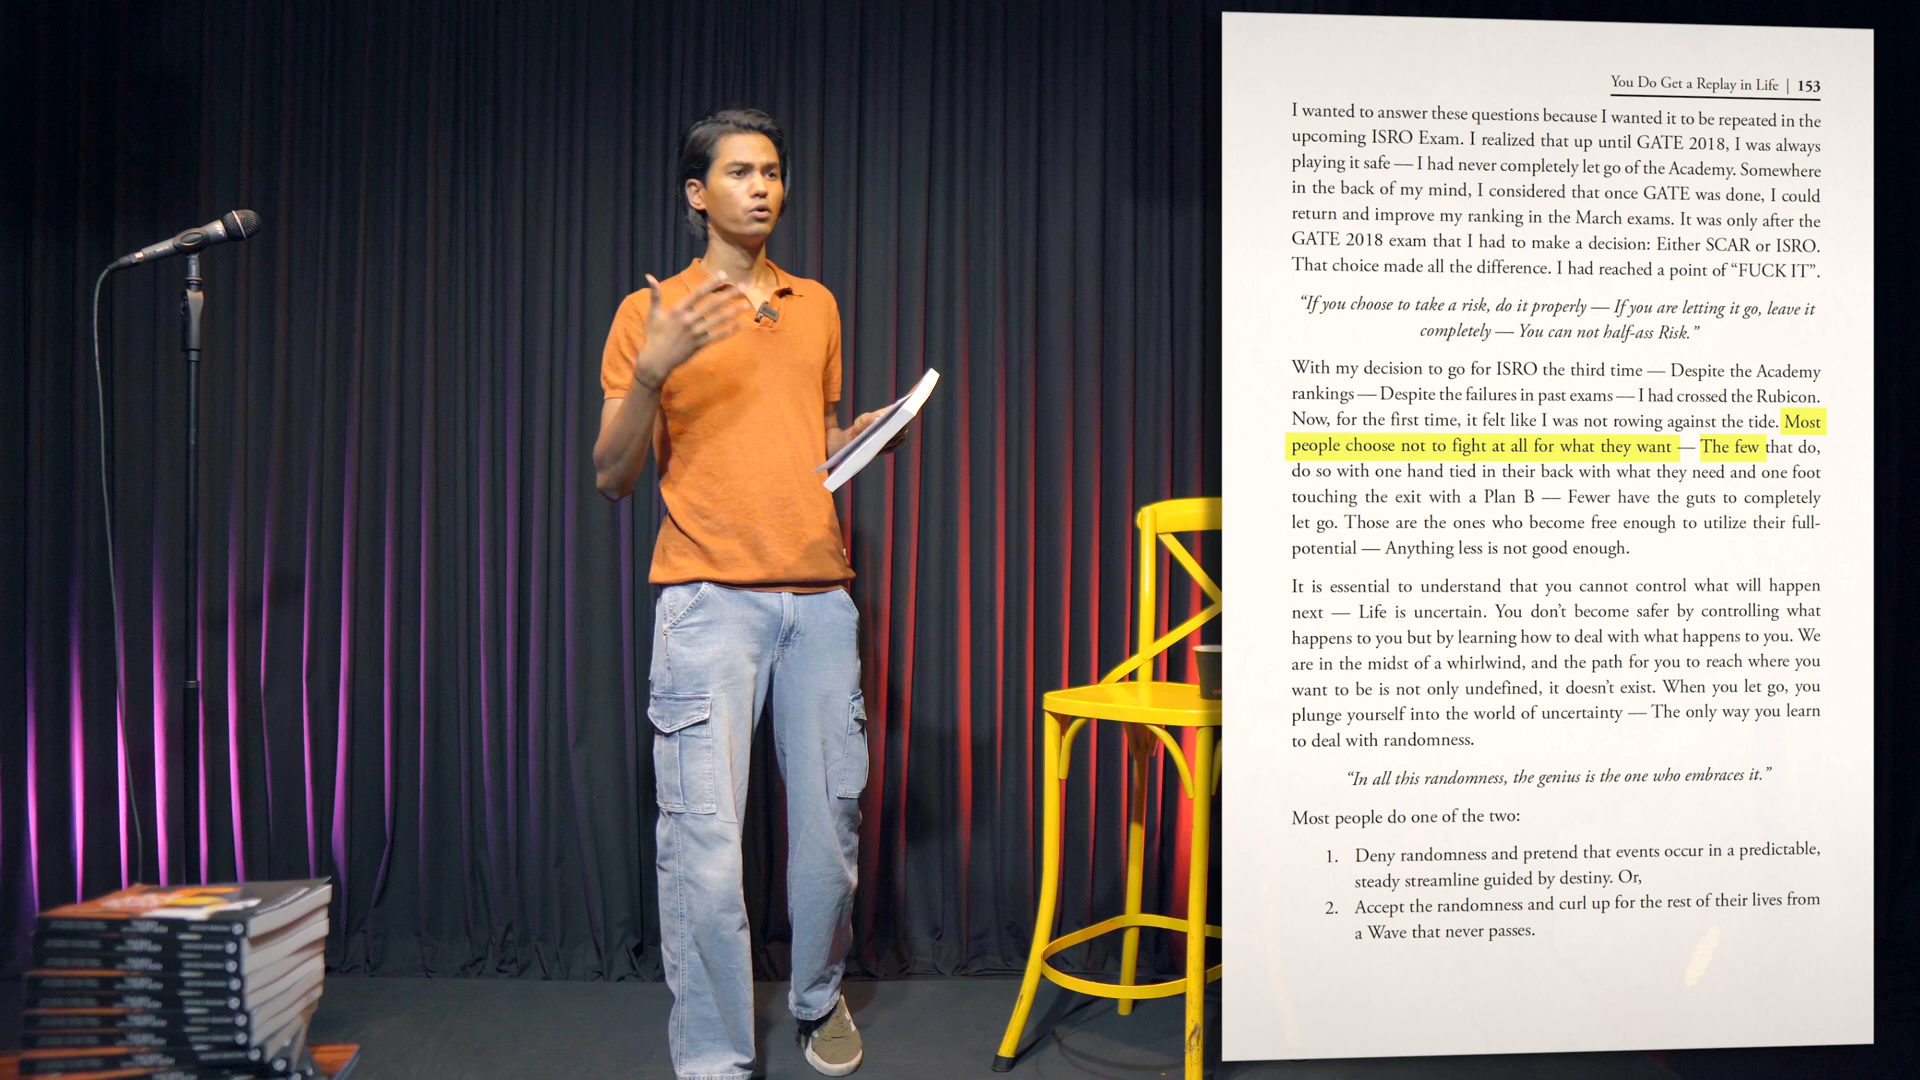 You Do Get a Replay in Life | 153
I wanted to answer these questions because I wanted it to be repeated in the
upcoming ISRO Exam. I realized that up until GATE 2018, I was always
playing it safe — I had never completely let go of the Academy. Somewhere
in the back of my mind, I considered that once GATE was done, I could
return and improve my ranking in the March exams. It was only after the
GATE 2018 exam that I had to make a decision: Either SCAR or ISRO.
That choice made all the difference. I had reached a point of “FUCK IT”.
“If you choose to take a risk, do it properly — If you are letting it go, leave it
completely — You can not half-ass Risk.”
With my decision to go for ISRO the third time — Despite the Academy
rankings — Despite the failures in past exams — I had crossed the Rubicon.
Now, for the first time, it felt like I was not rowing against the tide. Most
people choose not to fight at all for what they want — The few that do,
do so with one hand tied in their back with what they need and one foot
touching the exit with a Plan B — Fewer have the guts to completely
let go. Those are the ones who become free enough to utilize their full-
potential — Anything less is not good enough.
It is essential to understand that you cannot control what will happen
next — Life is uncertain. You don’t become safer by controlling what
happens to you but by learning how to deal with what happens to you. We
are in the midst of a whirlwind, and the path for you to reach where you
want to be is not only undefined, it doesn’t exist. When you let go, you
plunge yourself into the world of uncertainty — The only way you learn
to deal with randomness.
“In all this randomness, the genius is the one who embraces it.”
Most people do one of the two:
1. Deny randomness and pretend that events occur in a predictable,
steady streamline guided by destiny. Or,
2. Accept the randomness and curl up for the rest of their lives from
a Wave that never passes.